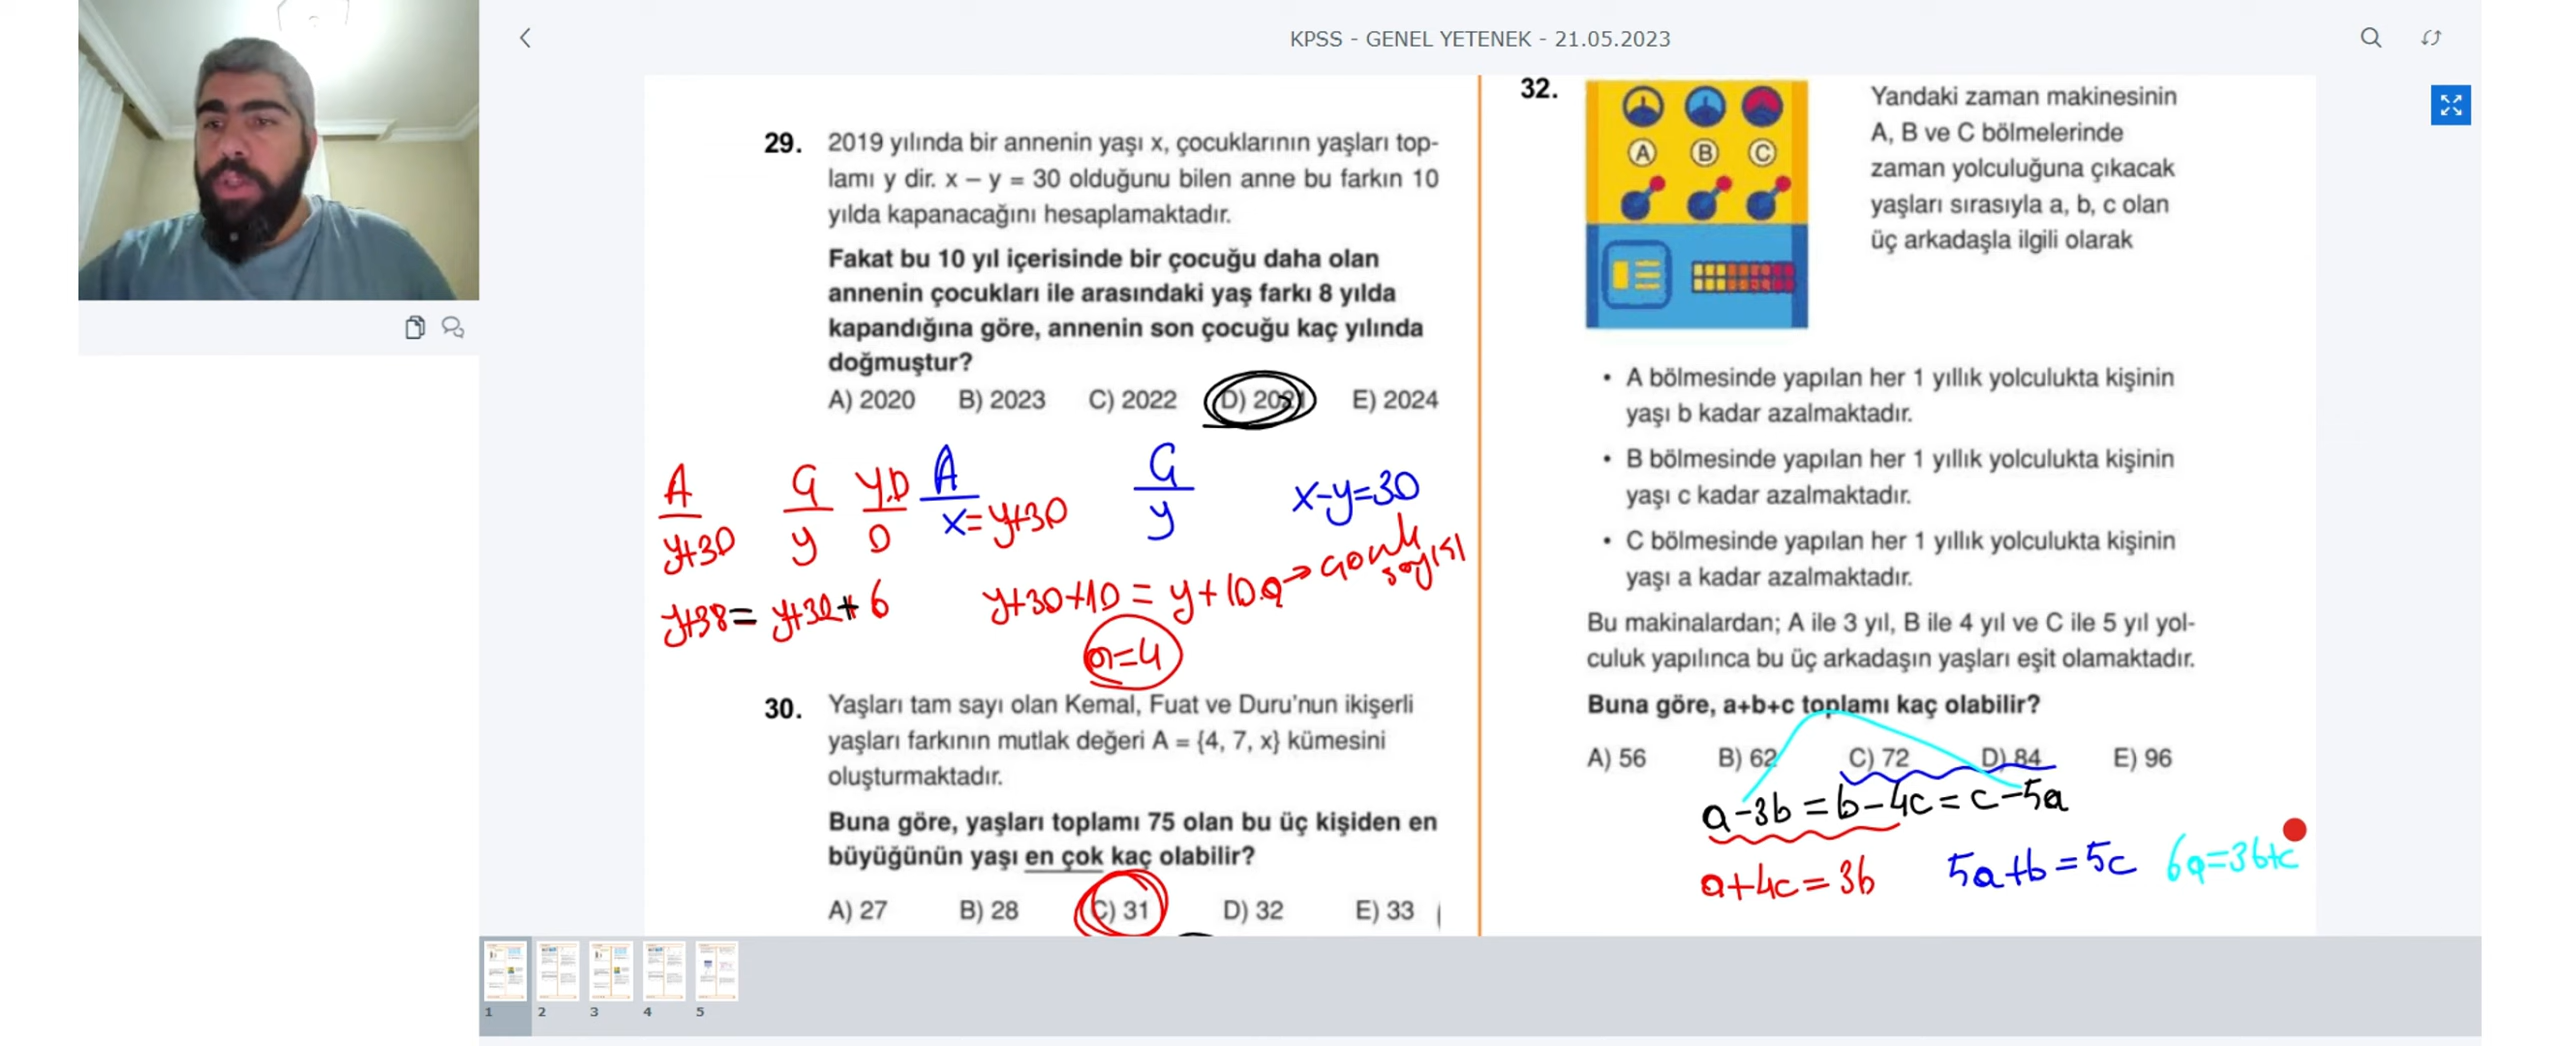 KPSS - GENEL YETENEK - 21.05.2023
29. 2019 yılında bir annenin yaşı x, çocuklarının yaşları top-
lamı y dir. x – y = 30 olduğunu bilen anne bu farkın 10
yılda kapanacağını hesaplamaktadır.
Fakat bu 10 yıl içerisinde bir çocuğu daha olan
annenin çocukları ile arasındaki yaş farkı 8 yılda
kapandığına göre, annenin son çocuğu kaç yılında
doğmuştur?
A) 2020 B) 2023 C) 2022 D) 2021 E) 2024
A Ç Y.D A Ç x-y=30
y+30 y 0 x=y+30 y
y+38= y+32+6 y+30+10 = y+10.a → çocuk
sayısı
a=4
30. Yaşları tam sayı olan Kemal, Fuat ve Duru'nun ikişerli
yaşları farkının mutlak değeri A = {4, 7, x} kümesini
oluşturmaktadır.
Buna göre, yaşları toplamı 75 olan bu üç kişiden en
büyüğünün yaşı en çok kaç olabilir?
A) 27 B) 28 C) 31 D) 32 E) 33
32.
A B C
Yandaki zaman makinesinin
A, B ve C bölmelerinde
zaman yolculuğuna çıkacak
yaşları sırasıyla a, b, c olan
üç arkadaşla ilgili olarak
• A bölmesinde yapılan her 1 yıllık yolculukta kişinin
yaşı b kadar azalmaktadır.
• B bölmesinde yapılan her 1 yıllık yolculukta kişinin
yaşı c kadar azalmaktadır.
• C bölmesinde yapılan her 1 yıllık yolculukta kişinin
yaşı a kadar azalmaktadır.
Bu makinalardan; A ile 3 yıl, B ile 4 yıl ve C ile 5 yıl yol-
culuk yapılınca bu üç arkadaşın yaşları eşit olamaktadır.
Buna göre, a+b+c toplamı kaç olabilir?
A) 56 B) 62 C) 72 D) 84 E) 96
a-3b = b-4c = c-5a
a+4c=3b 5a+b=5c 6a=3b+c
1 2 3 4 5